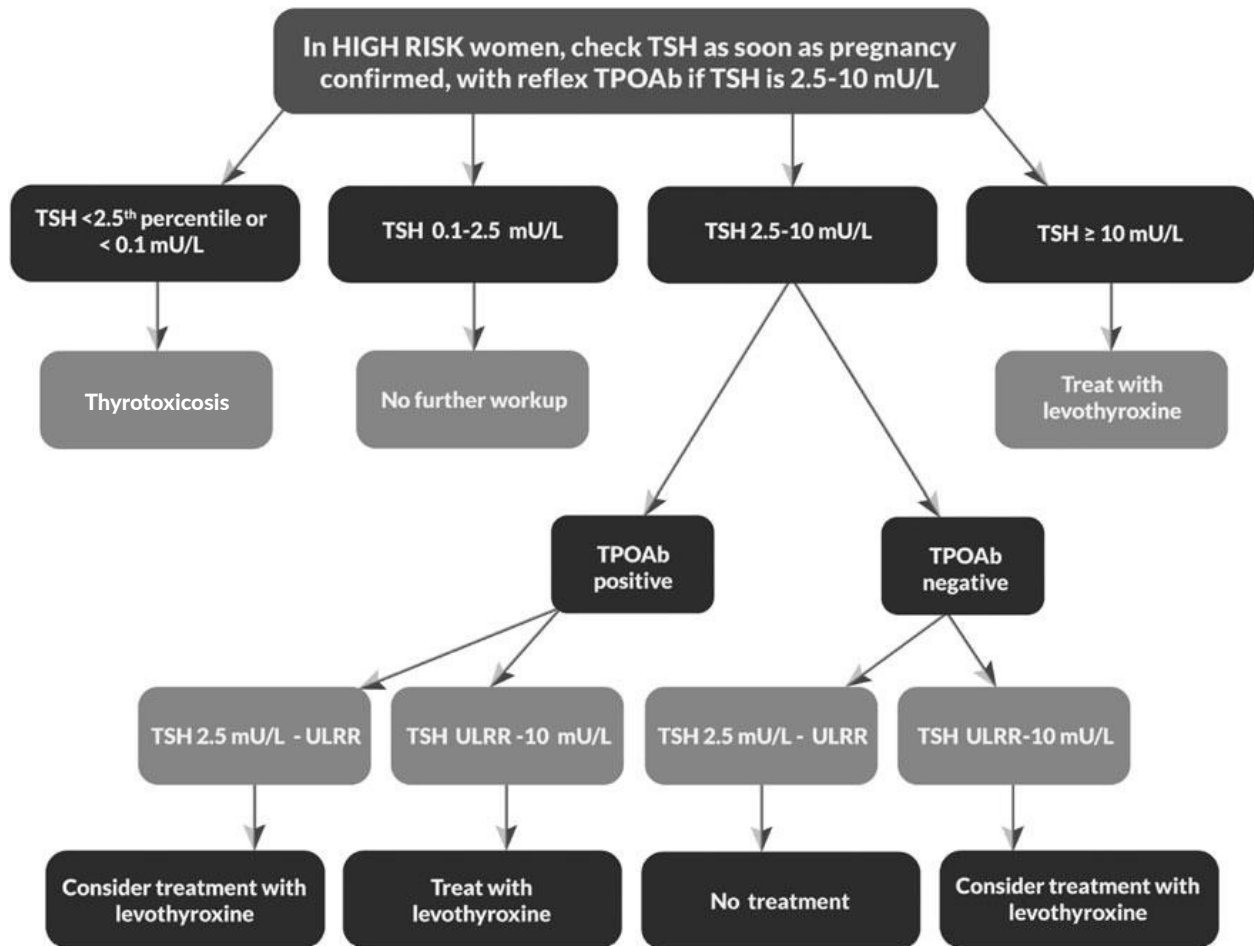 In HIGH RISK women, check TSH as soon as pregnancy
confirmed, with reflex TPOAb if TSH is 2.5-10 mU/L
TSH <2.5th percentile or
< 0.1 mU/L
TSH 0.1-2.5 mU/L
TSH 2.5-10 mU/L
TSH ≥ 10 mU/L
Thyrotoxicosis
No further workup
Treat with
levothyroxine
TPOAb
positive
TPOAb
negative
TSH 2.5 mU/L - ULRR
TSH ULRR -10 mU/L
TSH 2.5 mU/L - ULRR
TSH ULRR-10 mU/L
Consider treatment with
levothyroxine
Treat with
levothyroxine
No treatment
Consider treatment with
levothyroxine